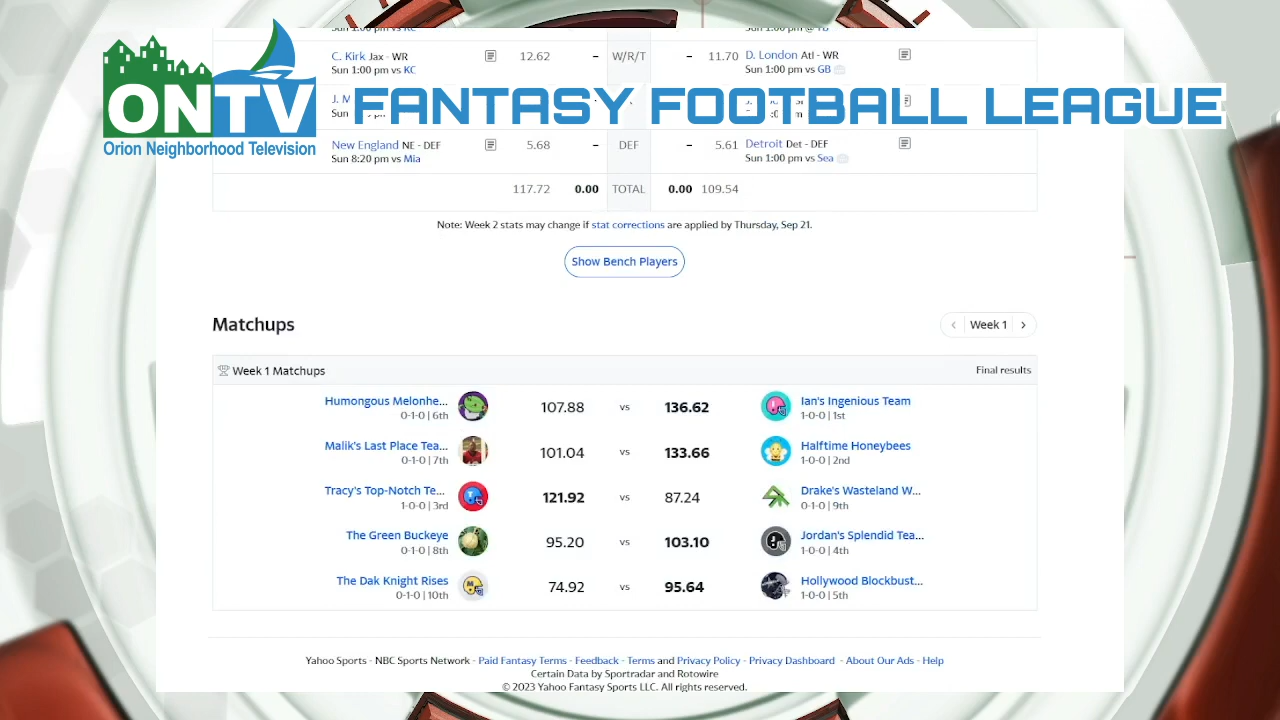 C. Kirk Jax - WR 12.62 – W/R/T – 11.70 D. London Atl - WR
Sun 1:00 pm vs KC Sun 1:00 pm vs GB
ONTV FANTASY FOOTBALL LEAGUE
Orion Neighborhood Television
New England NE - DEF 5.68 – DEF – 5.61 Detroit Det - DEF
Sun 8:20 pm vs Mia Sun 1:00 pm vs Sea
117.72 0.00 TOTAL 0.00 109.54
Note: Week 2 stats may change if stat corrections are applied by Thursday, Sep 21.
Show Bench Players
Matchups
Week 1
Week 1 Matchups Final results
Humongous Melonhe... 107.88 vs 136.62 Ian's Ingenious Team
0-1-0 | 6th 1-0-0 | 1st
Malik's Last Place Tea... 101.04 vs 133.66 Halftime Honeybees
0-1-0 | 7th 1-0-0 | 2nd
Tracy's Top-Notch Te... 121.92 vs 87.24 Drake's Wasteland W...
1-0-0 | 3rd 0-1-0 | 9th
The Green Buckeye 95.20 vs 103.10 Jordan's Splendid Tea...
0-1-0 | 8th 1-0-0 | 4th
The Dak Knight Rises 74.92 vs 95.64 Hollywood Blockbust...
0-1-0 | 10th 1-0-0 | 5th
Yahoo Sports - NBC Sports Network - Paid Fantasy Terms - Feedback - Terms and Privacy Policy - Privacy Dashboard - About Our Ads - Help
Certain Data by Sportradar and Rotowire
© 2023 Yahoo Fantasy Sports LLC. All rights reserved.